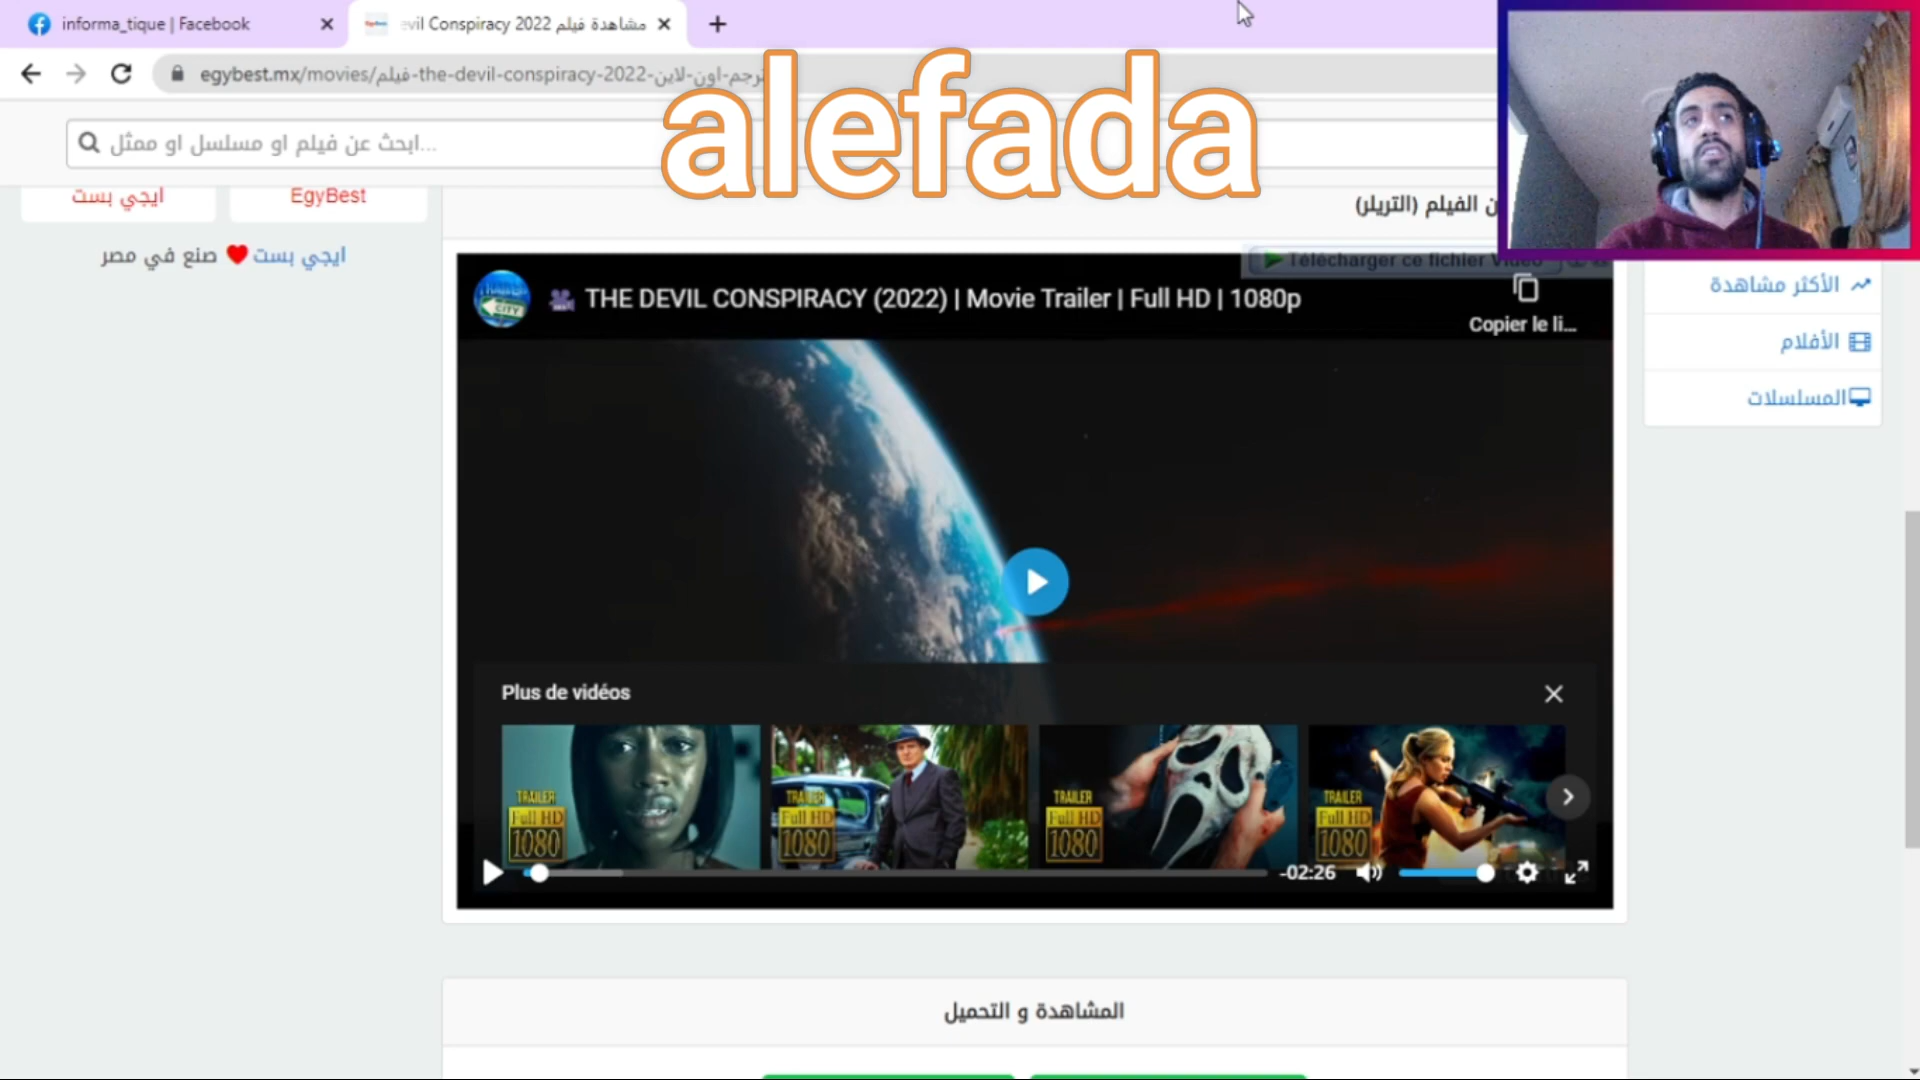 informa_tique | Facebook
مشاهدة فيلم evil Conspiracy 2022
egybest.mx/movies/فيلم-the-devil-conspiracy-2022-مترجم-اون-لاين
alefada
ابحث عن فيلم او مسلسل او ممثل...
ايجي بست
EgyBest
ن الفيلم (التريلر)
ايجي بست ❤ صنع في مصر
Télécharger ce fichier Vidéo
THE DEVIL CONSPIRACY (2022) | Movie Trailer | Full HD | 1080p
Copier le li...
TRAILER
CITY
الأكثر مشاهدة
الأفلام
المسلسلات
Plus de vidéos
TRAILER
Full HD
1080
TRAILER
Full HD
1080
TRAILER
Full HD
1080
TRAILER
Full HD
1080
-02:26
المشاهدة و التحميل